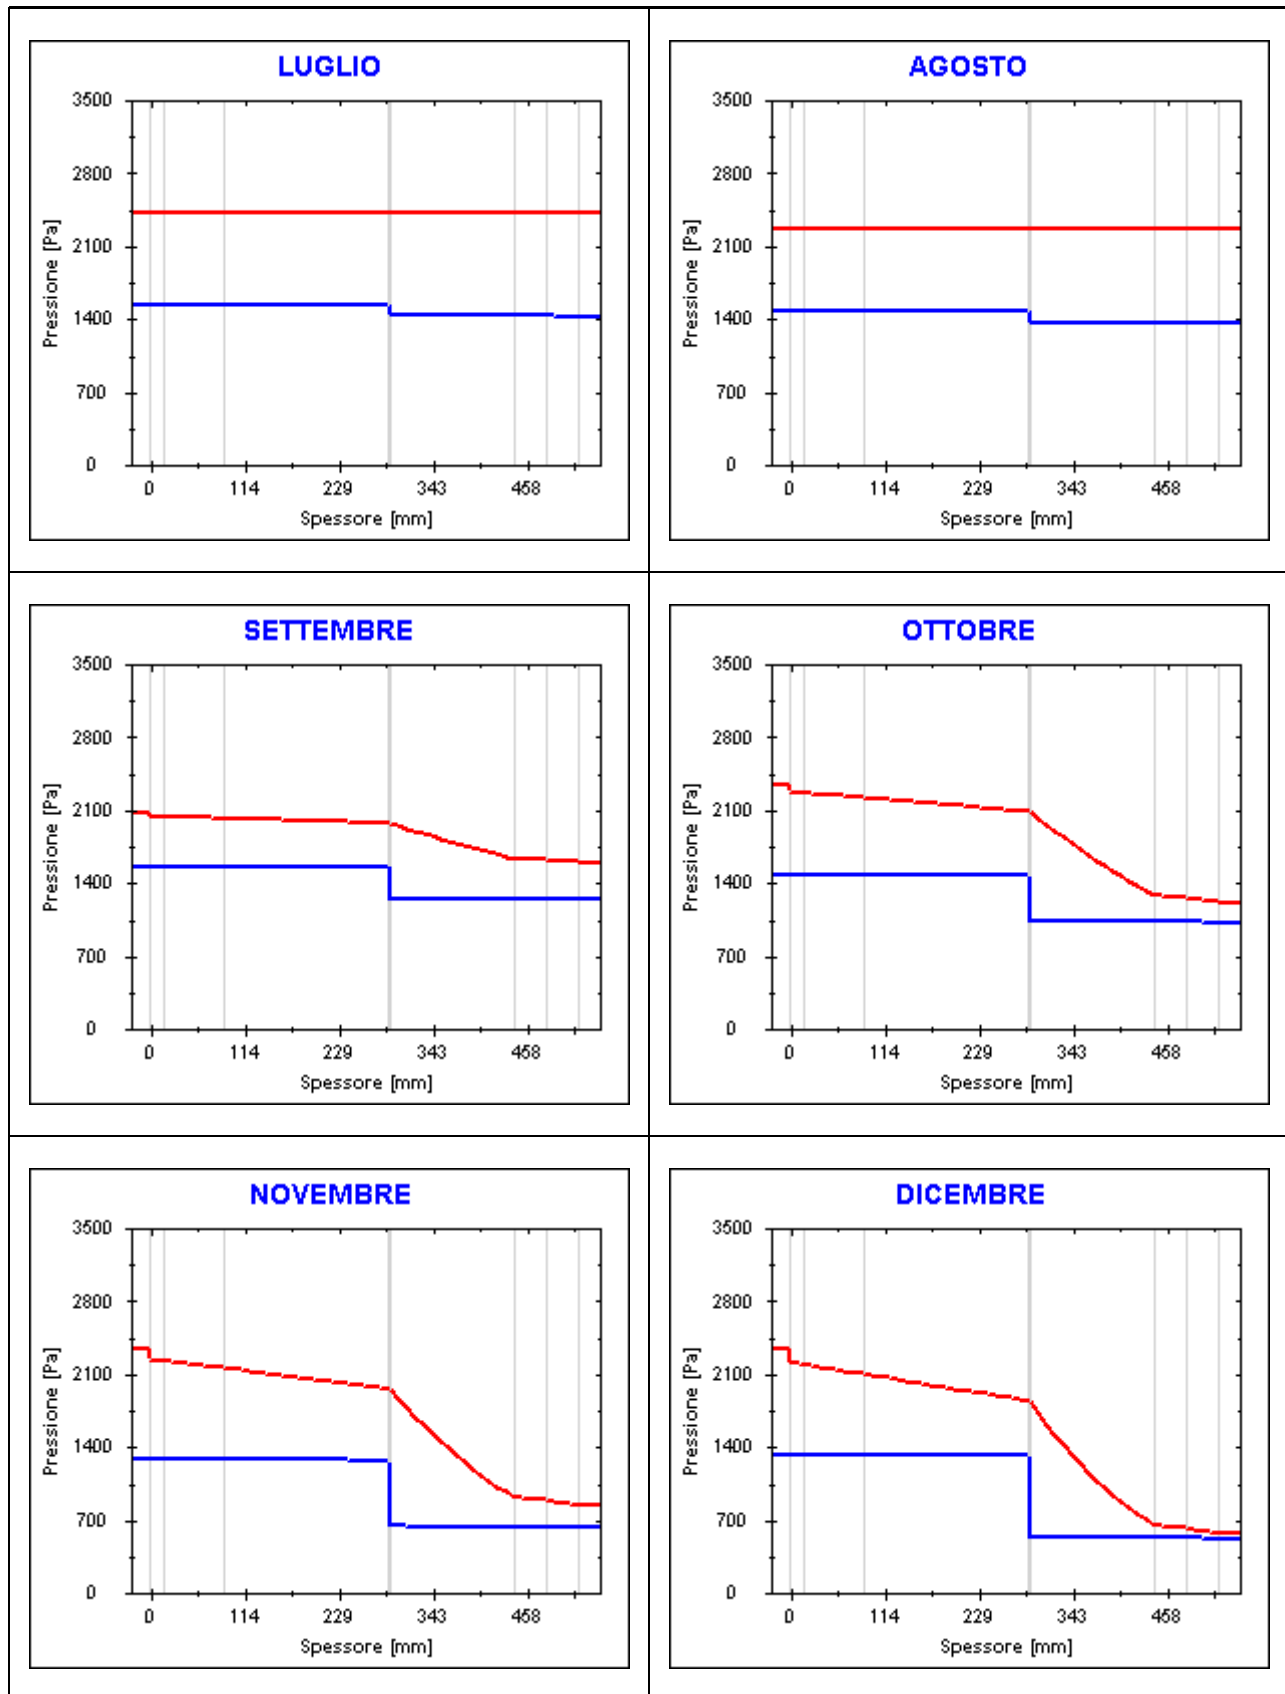 LUGLIO
3500
2800
2100
1400
700
0
Pressione [Pa]
0 114 229 343 458
Spessore [mm]
AGOSTO
3500
2800
2100
1400
700
0
Pressione [Pa]
0 114 229 343 458
Spessore [mm]
SETTEMBRE
3500
2800
2100
1400
700
0
Pressione [Pa]
0 114 229 343 458
Spessore [mm]
OTTOBRE
3500
2800
2100
1400
700
0
Pressione [Pa]
0 114 229 343 458
Spessore [mm]
NOVEMBRE
3500
2800
2100
1400
700
0
Pressione [Pa]
0 114 229 343 458
Spessore [mm]
DICEMBRE
3500
2800
2100
1400
700
0
Pressione [Pa]
0 114 229 343 458
Spessore [mm]